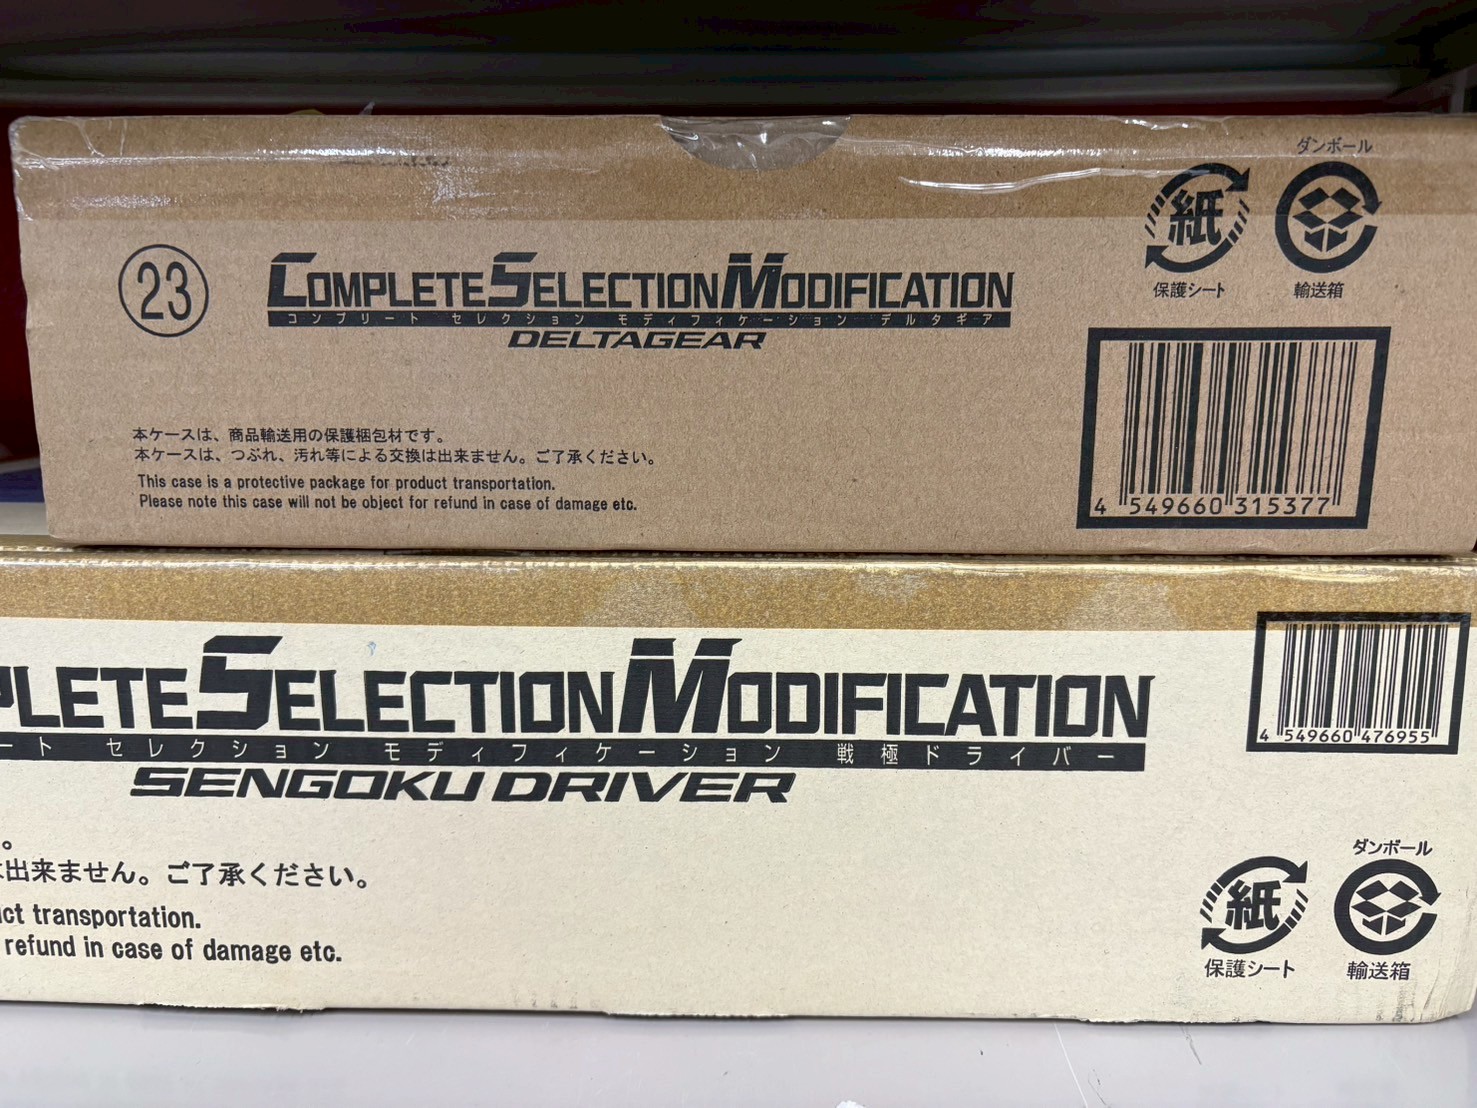 ダンボール
紙
保護シート
輸送箱
23
COMPLETE SELECTION MODIFICATION
コンプリート セレクション モディフィケーション デルタギア
DELTAGEAR
本ケースは、商品輸送用の保護梱包材です。
本ケースは、つぶれ、汚れ等による交換は出来ません。ご了承ください。
This case is a protective package for product transportation.
Please note this case will not be object for refund in case of damage etc.
4 549660 315377
PLETE SELECTION MODIFICATION
ート セレクション モディフィケーション 戦極ドライバー
SENGOKU DRIVER
4 549660 476955
。
出来ません。ご了承ください。
uct transportation.
refund in case of damage etc.
ダンボール
紙
保護シート
輸送箱